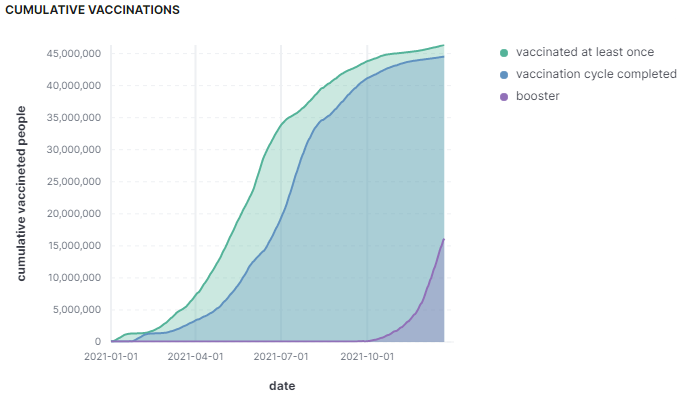 CUMULATIVE VACCINATIONS
vaccinated at least once
vaccination cycle completed
booster
cumulative vaccineted people
45,000,000
40,000,000
35,000,000
30,000,000
25,000,000
20,000,000
15,000,000
10,000,000
5,000,000
0
2021-01-01 2021-04-01 2021-07-01 2021-10-01
date